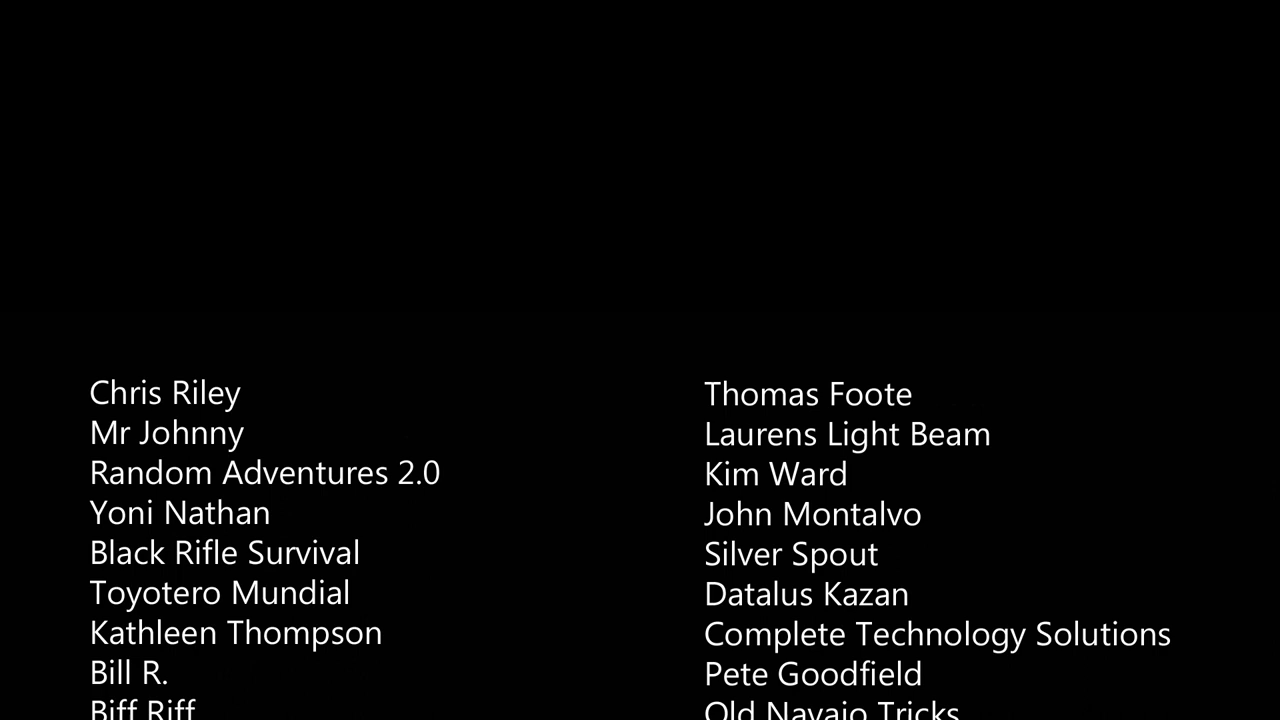 Chris Riley
Mr Johnny
Random Adventures 2.0
Yoni Nathan
Black Rifle Survival
Toyotero Mundial
Kathleen Thompson
Bill R.
Biff Riff
Thomas Foote
Laurens Light Beam
Kim Ward
John Montalvo
Silver Spout
Datalus Kazan
Complete Technology Solutions
Pete Goodfield
Old Navajo Tricks